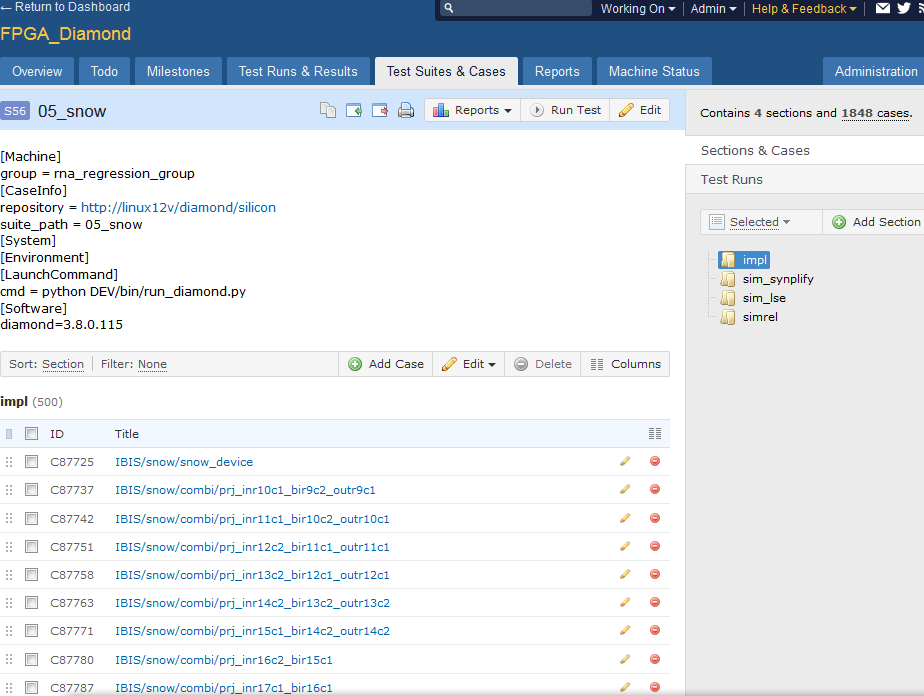 ← Return to Dashboard
Working On
Admin
Help & Feedback
FPGA_Diamond
Overview
Todo
Milestones
Test Runs & Results
Test Suites & Cases
Reports
Machine Status
Administration
S56 05_snow
Reports
Run Test
Edit
[Machine]
group = rna_regression_group
[CaseInfo]
repository = http://linux12v/diamond/silicon
suite_path = 05_snow
[System]
[Environment]
[LaunchCommand]
cmd = python DEV/bin/run_diamond.py
[Software]
diamond=3.8.0.115
Sort: Section
Filter: None
Add Case
Edit
Delete
Columns
impl (500)
ID Title
C87725 IBIS/snow/snow_device
C87737 IBIS/snow/combi/prj_inr10c1_bir9c2_outr9c1
C87742 IBIS/snow/combi/prj_inr11c1_bir10c2_outr10c1
C87751 IBIS/snow/combi/prj_inr12c2_bir11c1_outr11c1
C87758 IBIS/snow/combi/prj_inr13c2_bir12c1_outr12c1
C87763 IBIS/snow/combi/prj_inr14c2_bir13c2_outr13c2
C87771 IBIS/snow/combi/prj_inr15c1_bir14c2_outr14c2
C87780 IBIS/snow/combi/prj_inr16c2_bir15c1
C87787 IBIS/snow/combi/prj_inr17c1_bir16c1
Contains 4 sections and 1848 cases.
Sections & Cases
Test Runs
Selected
Add Section
impl
sim_synplify
sim_lse
simrel